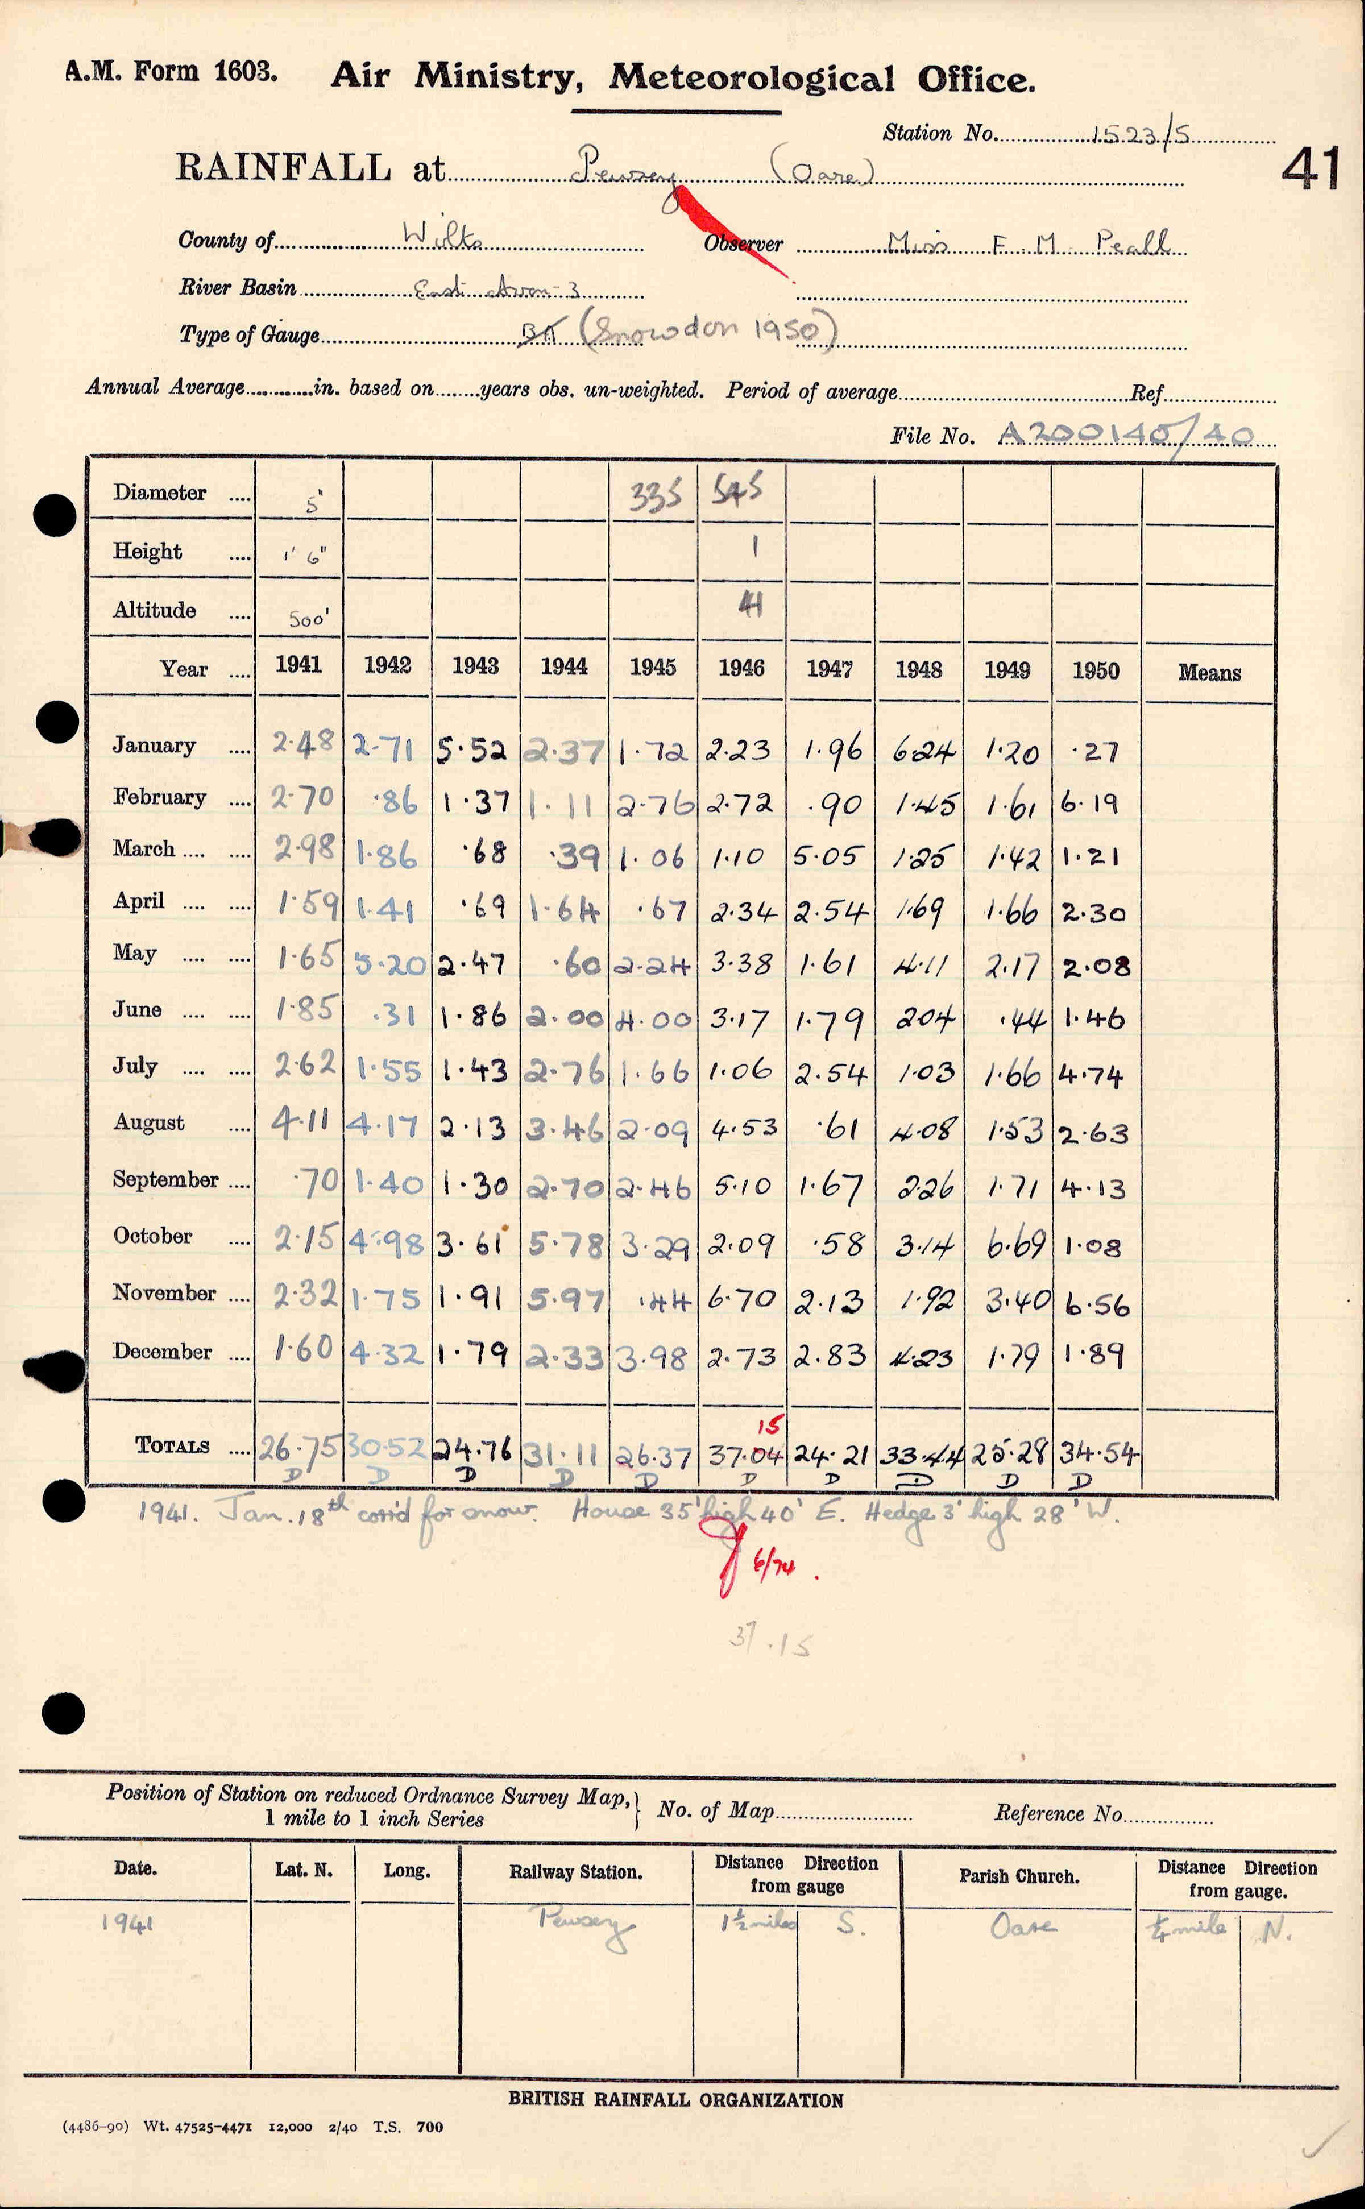 A.M. Form 1603. Air Ministry, Meteorological Office.
Station No. 1523/5
41
RAINFALL at Pewsey (Oare)
County of Wilts Observer Miss F. M. Peall
River Basin East Avon 3
Type of Gauge (Snowdon 1950)
Annual Average in. based on years obs. un-weighted. Period of average Ref.
File No. A200145/40
Diameter .... 5" 335 545
Height .... 1' 6" 1
Altitude .... 500' 41
Year .... 1941 1942 1943 1944 1945 1946 1947 1948 1949 1950 Means
January .... 2.48 2.71 5.52 2.37 1.72 2.23 1.96 6.24 1.20 .27
February .... 2.70 .86 1.37 1.11 2.76 2.72 .90 1.45 1.61 6.19
March .... .... 2.98 1.86 .68 .39 1.06 1.10 5.05 1.25 1.42 1.21
April .... .... 1.59 1.41 .69 1.64 .67 2.34 2.54 1.69 1.66 2.30
May .... .... 1.65 5.20 2.47 .60 2.24 3.38 1.61 4.11 2.17 2.08
June .... .... 1.85 .31 1.86 2.00 4.00 3.17 1.79 2.04 .44 1.46
July .... .... 2.62 1.55 1.43 2.76 1.66 1.06 2.54 1.03 1.66 4.74
August .... 4.11 4.17 2.13 3.46 2.09 4.53 .61 4.08 1.53 2.63
September .... .70 1.40 1.30 2.70 2.46 5.10 1.67 2.26 1.71 4.13
October .... 2.15 4.98 3.61 5.78 3.29 2.09 .58 3.14 6.69 1.08
November .... 2.32 1.75 1.91 5.97 .44 6.70 2.13 1.92 3.40 6.56
December .... 1.60 4.32 1.79 2.33 3.98 2.73 2.83 4.23 1.79 1.89
15
TOTALS .... 26.75 30.52 24.76 31.11 26.37 37.04 24.21 33.44 25.28 34.54
D D D D D D D D D D
1941. Jan. 18th corr'd for snow. House 35' high 40' E. Hedge 3' high 28' W.
6/74.
37.15
Position of Station on reduced Ordnance Survey Map,
1 mile to 1 inch Series } No. of Map Reference No.
Date. Lat. N. Long. Railway Station. Distance Direction from gauge Parish Church. Distance Direction from gauge.
1941 Pewsey 1½ miles S. Oare ¼ mile N.
BRITISH RAINFALL ORGANIZATION
(4486-90) Wt. 47525-4471 12,000 2/40 T.S. 700